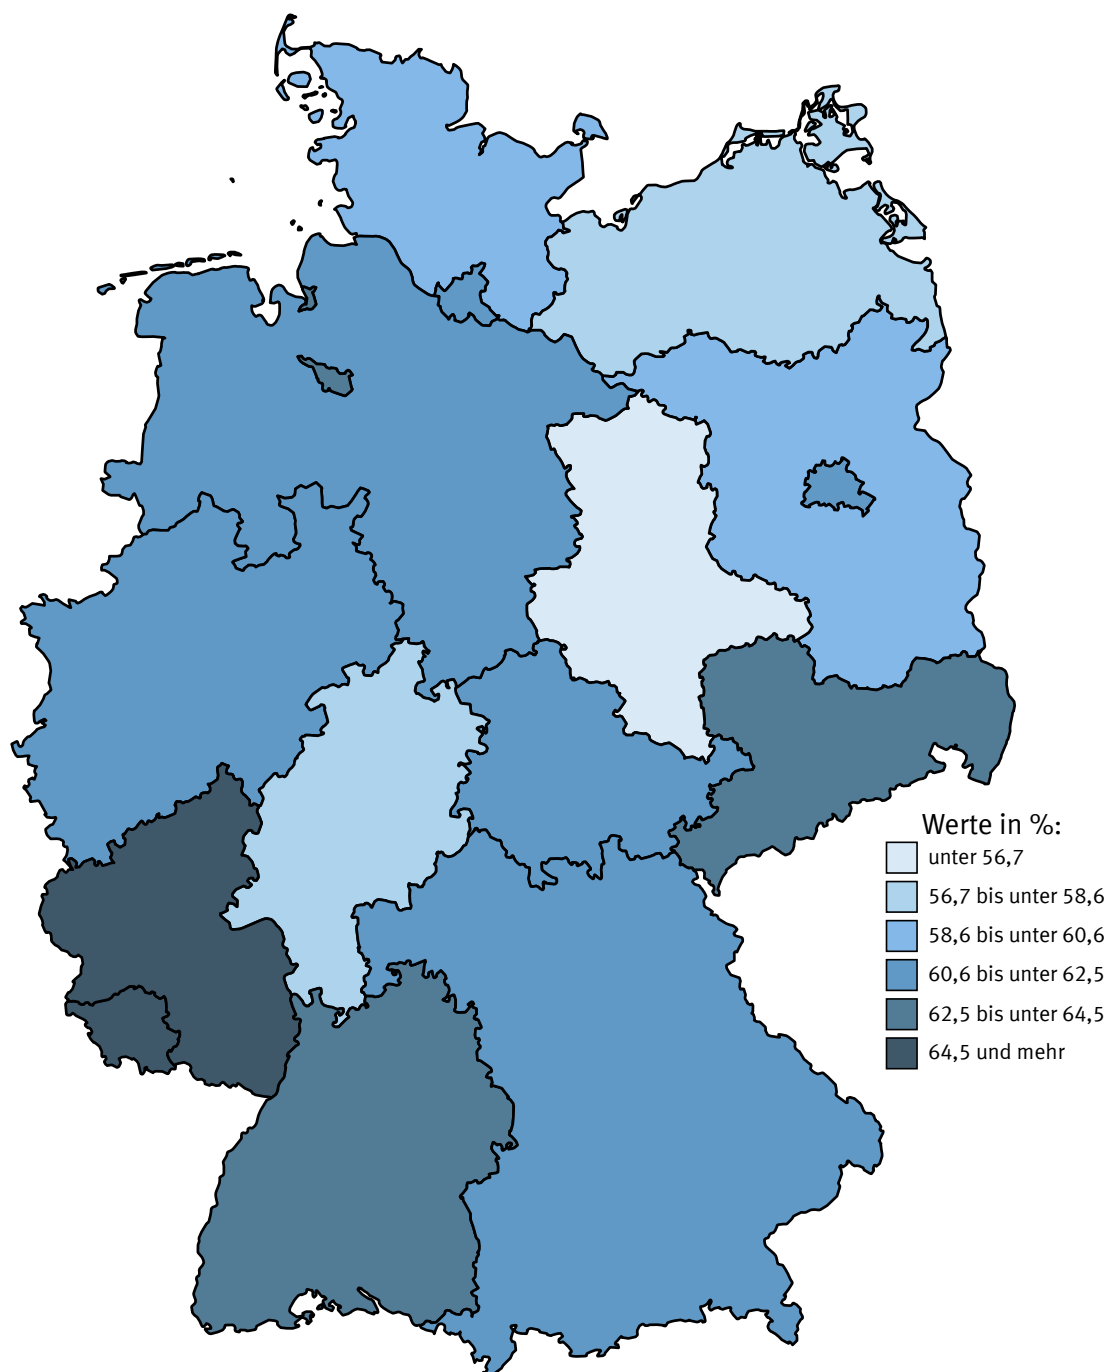 Werte in %:
unter 56,7
56,7 bis unter 58,6
58,6 bis unter 60,6
60,6 bis unter 62,5
62,5 bis unter 64,5
64,5 und mehr